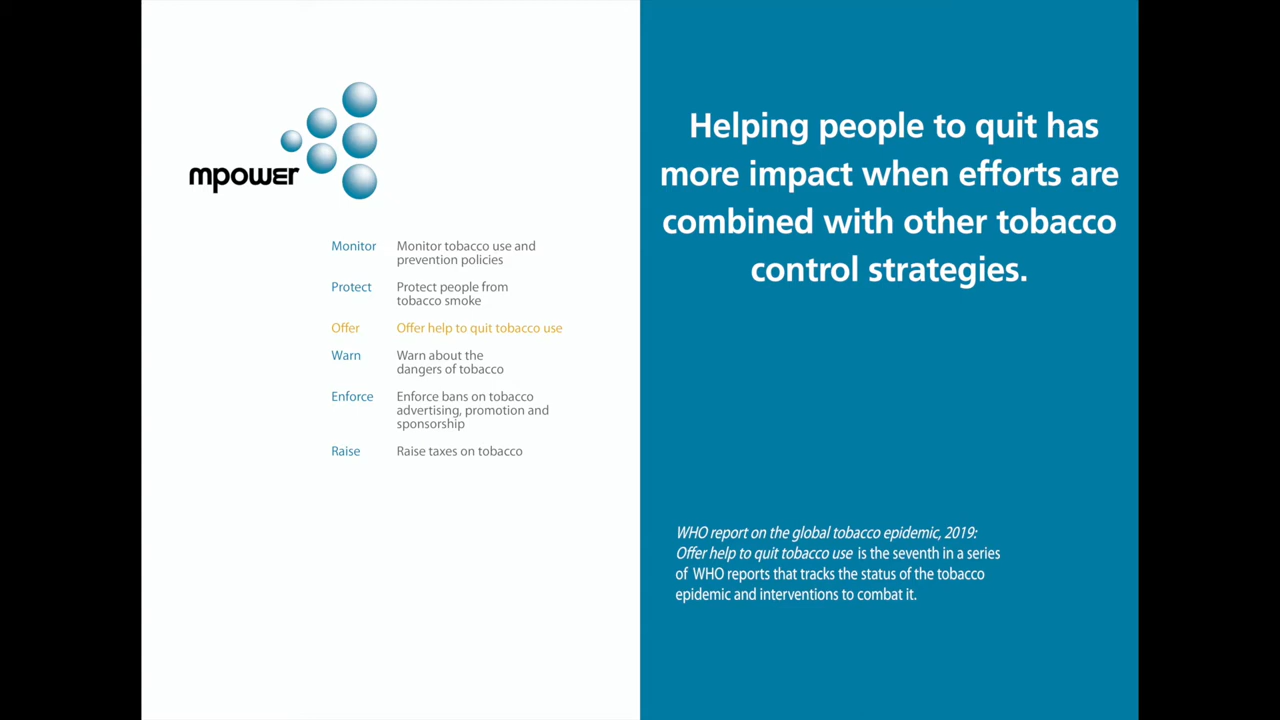 mpower
Monitor Monitor tobacco use and
prevention policies
Protect Protect people from
tobacco smoke
Offer Offer help to quit tobacco use
Warn Warn about the
dangers of tobacco
Enforce Enforce bans on tobacco
advertising, promotion and
sponsorship
Raise Raise taxes on tobacco
Helping people to quit has
more impact when efforts are
combined with other tobacco
control strategies.
WHO report on the global tobacco epidemic, 2019:
Offer help to quit tobacco use is the seventh in a series
of WHO reports that tracks the status of the tobacco
epidemic and interventions to combat it.